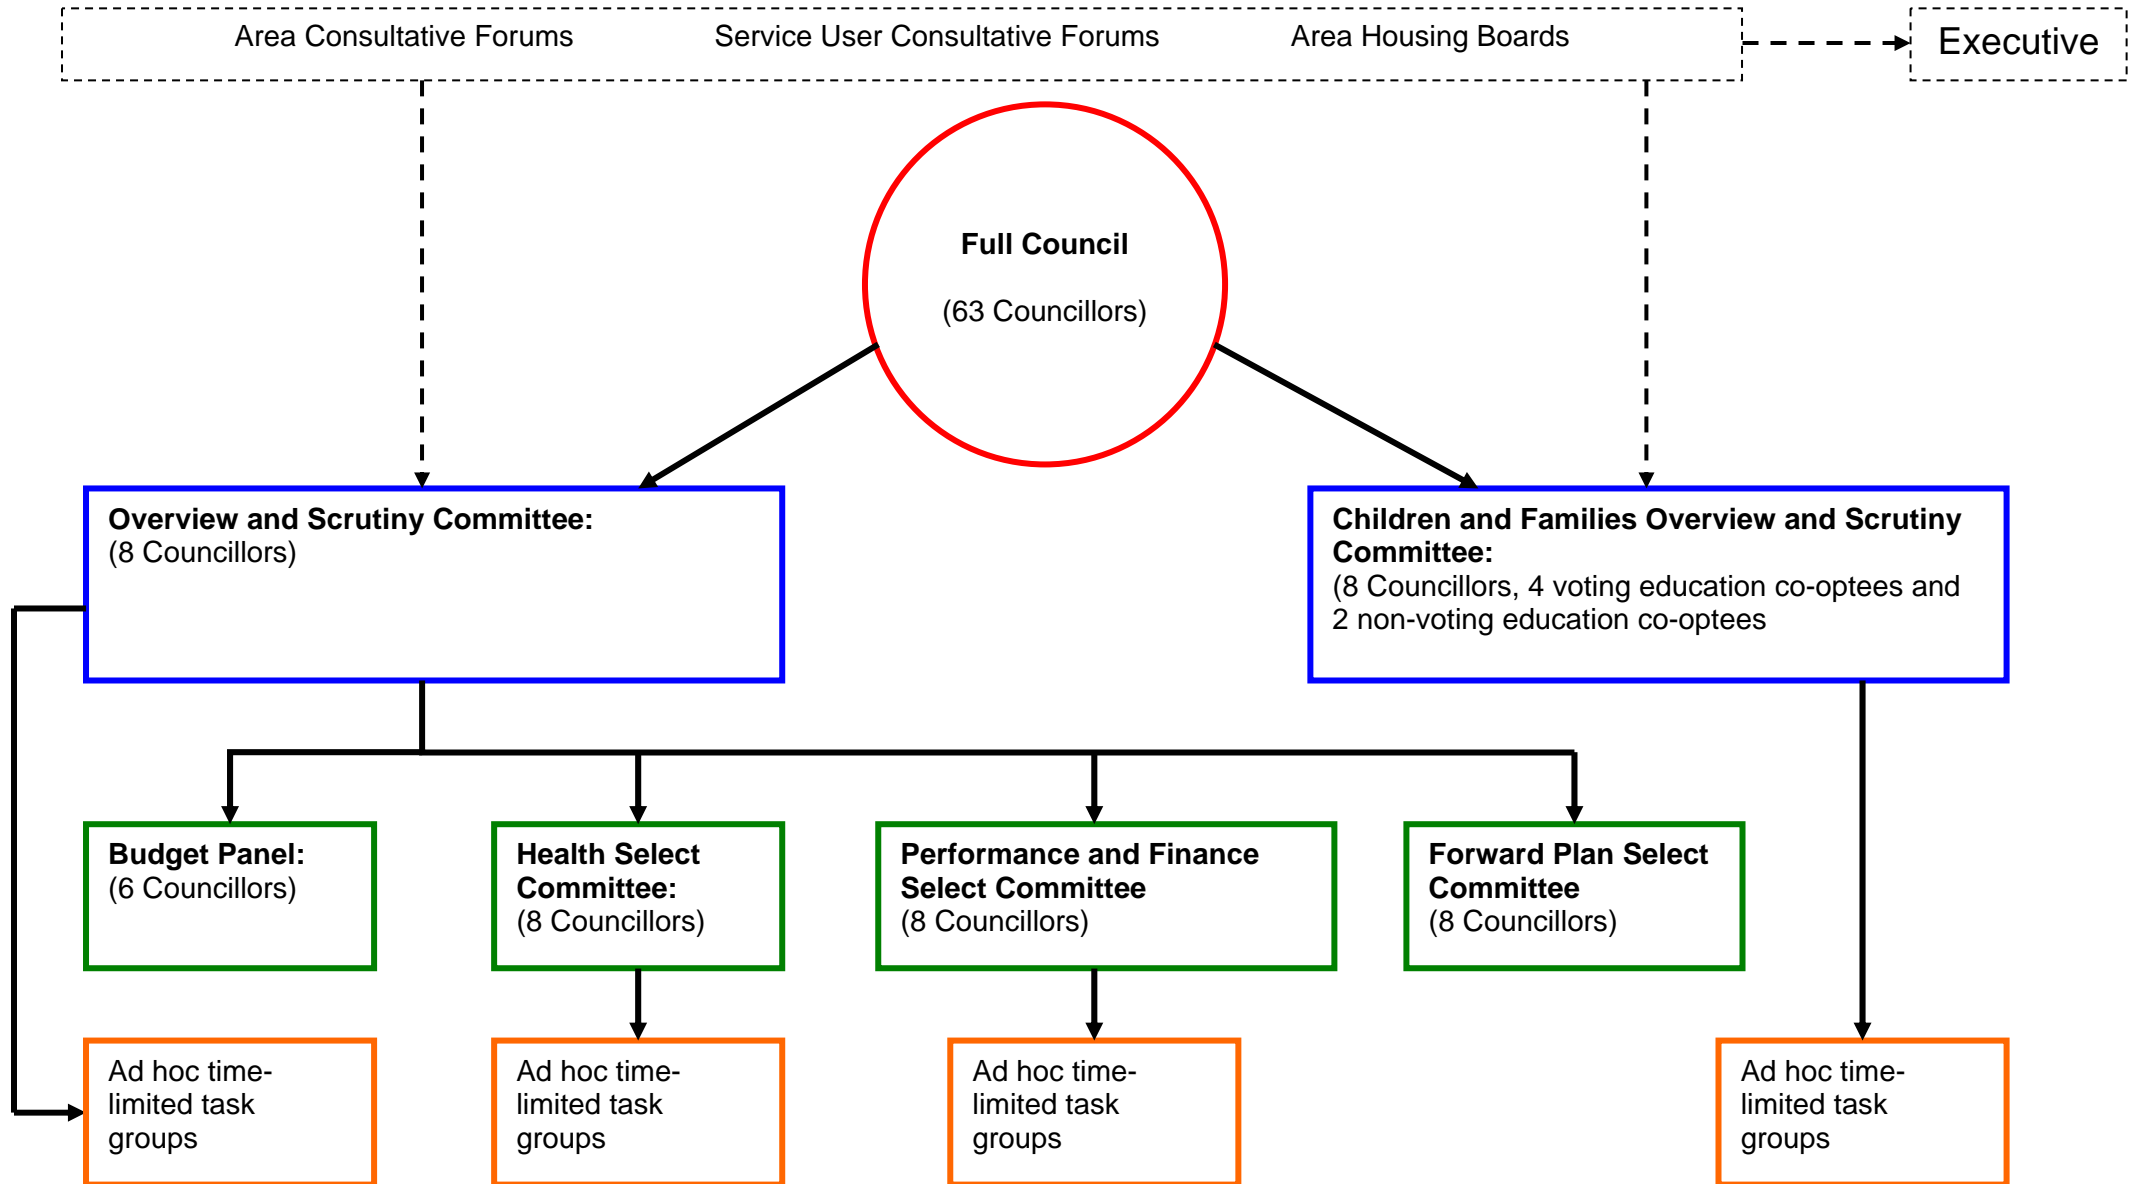 Area Consultative Forums
Service User Consultative Forums
Area Housing Boards
Executive
Full Council
(63 Councillors)
Overview and Scrutiny Committee:
(8 Councillors)
Children and Families Overview and Scrutiny
Committee:
(8 Councillors, 4 voting education co-optees and
2 non-voting education co-optees
Budget Panel:
(6 Councillors)
Health Select
Committee:
(8 Councillors)
Performance and Finance
Select Committee
(8 Councillors)
Forward Plan Select
Committee
(8 Councillors)
Ad hoc time-
limited task
groups
Ad hoc time-
limited task
groups
Ad hoc time-
limited task
groups
Ad hoc time-
limited task
groups